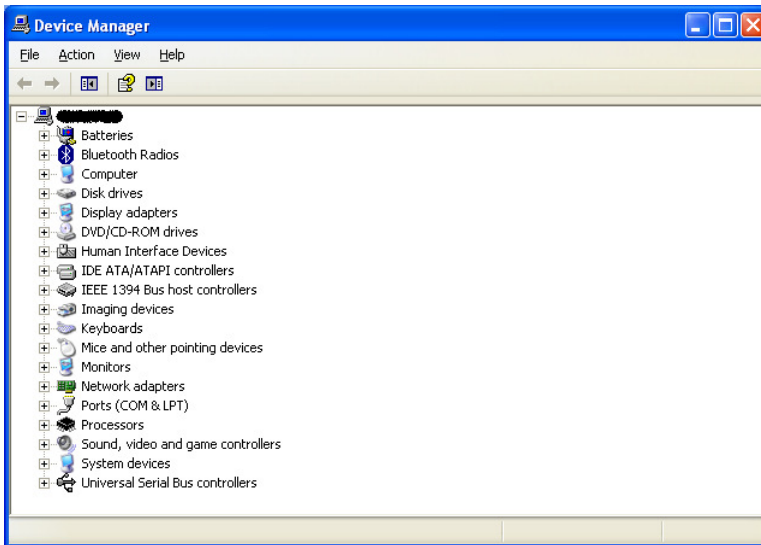 Device Manager
File Action View Help
Batteries
Bluetooth Radios
Computer
Disk drives
Display adapters
DVD/CD-ROM drives
Human Interface Devices
IDE ATA/ATAPI controllers
IEEE 1394 Bus host controllers
Imaging devices
Keyboards
Mice and other pointing devices
Monitors
Network adapters
Ports (COM & LPT)
Processors
Sound, video and game controllers
System devices
Universal Serial Bus controllers